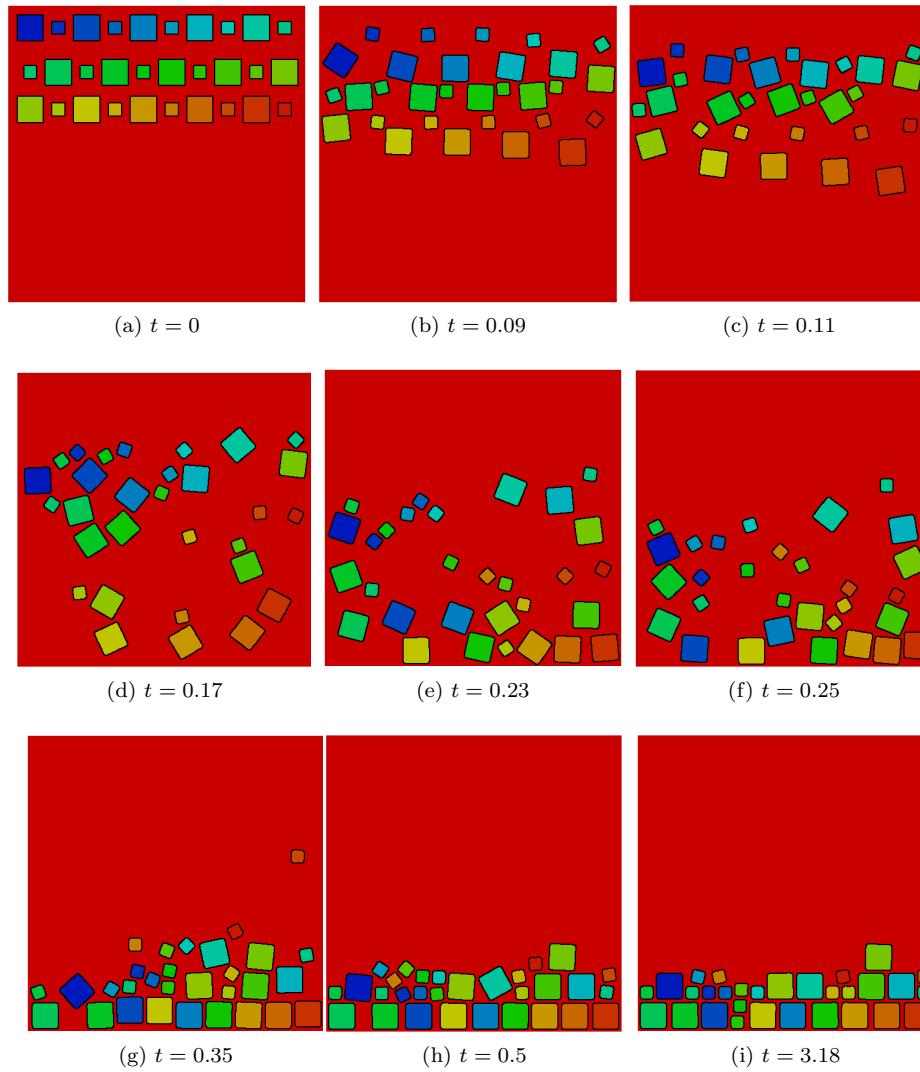 (a) t = 0
(b) t = 0.09
(c) t = 0.11
(d) t = 0.17
(e) t = 0.23
(f) t = 0.25
(g) t = 0.35
(h) t = 0.5
(i) t = 3.18